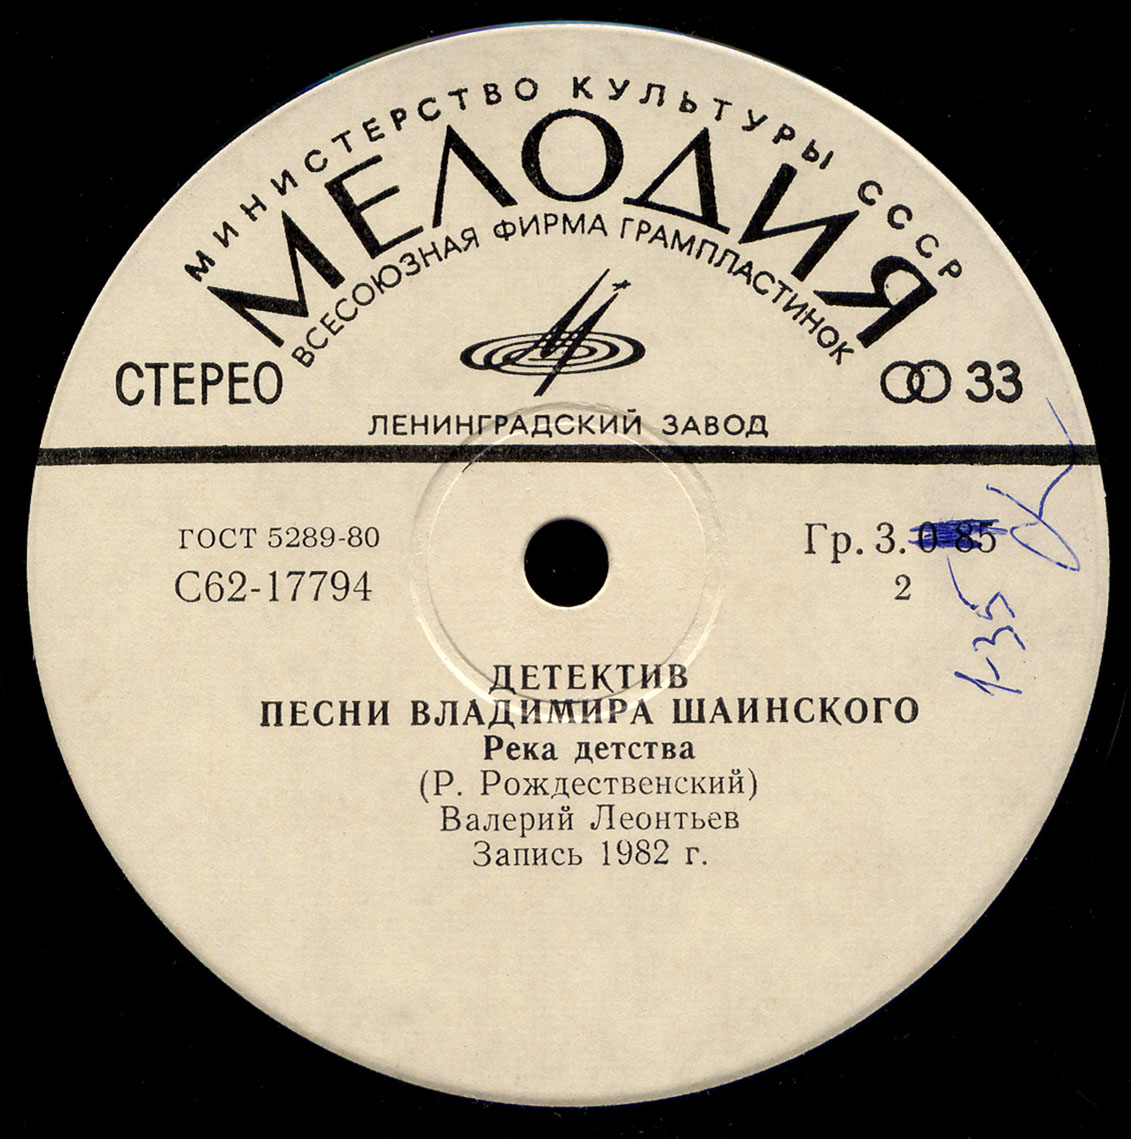 МИНИСТЕРСТВО КУЛЬТУРЫ СССР
МЕЛОДИЯ
ВСЕСОЮЗНАЯ ФИРМА ГРАМПЛАСТИНОК
СТЕРЕО
33
ЛЕНИНГРАДСКИЙ ЗАВОД
ГОСТ 5289-80
Гр. 3. 0-85
С62-17794
2
1-35
ДЕТЕКТИВ
ПЕСНИ ВЛАДИМИРА ШАИНСКОГО
Река детства
(Р. Рождественский)
Валерий Леонтьев
Запись 1982 г.